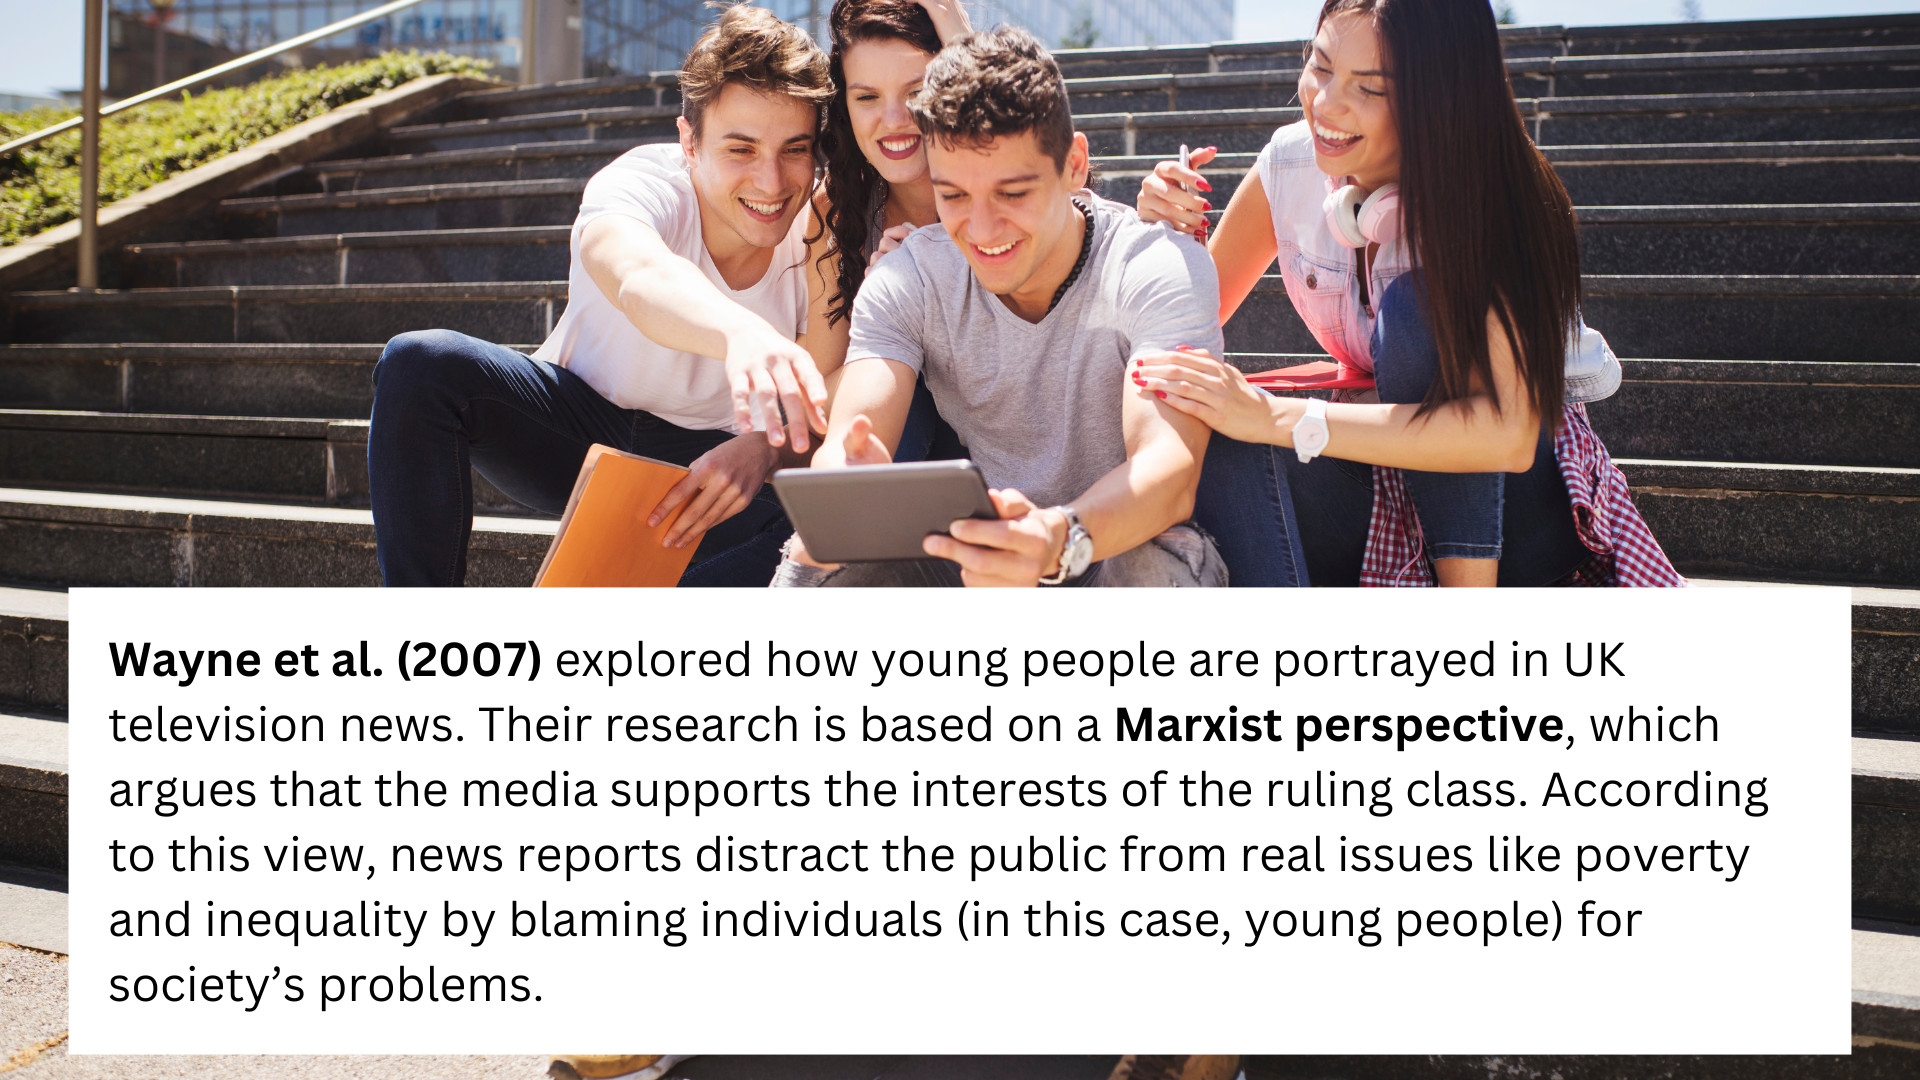 Wayne et al. (2007) explored how young people are portrayed in UK
television news. Their research is based on a Marxist perspective, which
argues that the media supports the interests of the ruling class. According
to this view, news reports distract the public from real issues like poverty
and inequality by blaming individuals (in this case, young people) for
society’s problems.